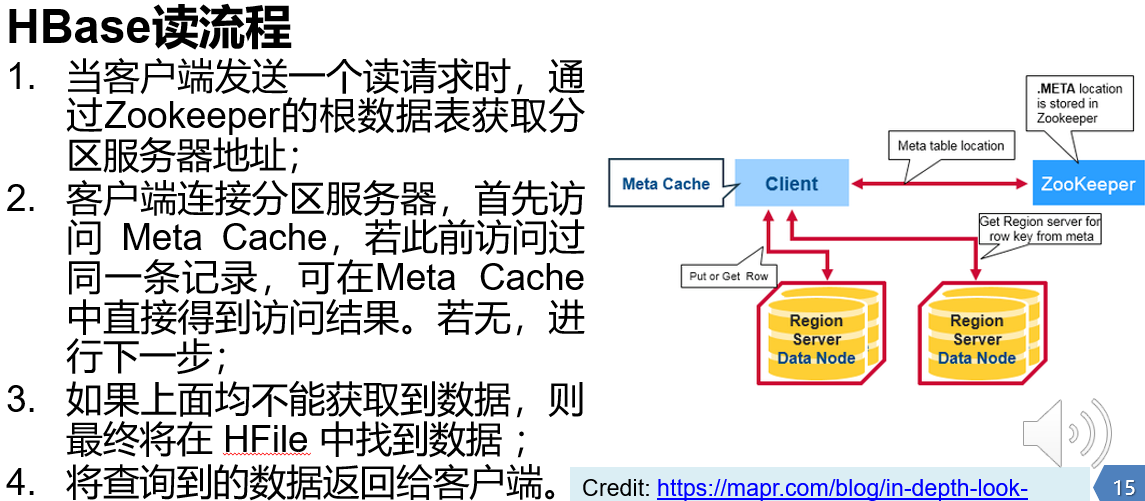 HBase读流程
1. 当客户端发送一个读请求时，通
过Zookeeper的根数据表获取分
区服务器地址；
2. 客户端连接分区服务器，首先访
问 Meta Cache，若此前访问过
同一条记录，可在Meta Cache
中直接得到访问结果。若无，进
行下一步；
3. 如果上面均不能获取到数据，则
最终将在 HFile 中找到数据 ；
4. 将查询到的数据返回给客户端。
.META location
is stored in
Zookeeper
Meta table location
Meta Cache
Client
ZooKeeper
Get Region server for
row key from meta
Put or Get Row
Region
Server
Data Node
Region
Server
Data Node
Credit: https://mapr.com/blog/in-depth-look-
15